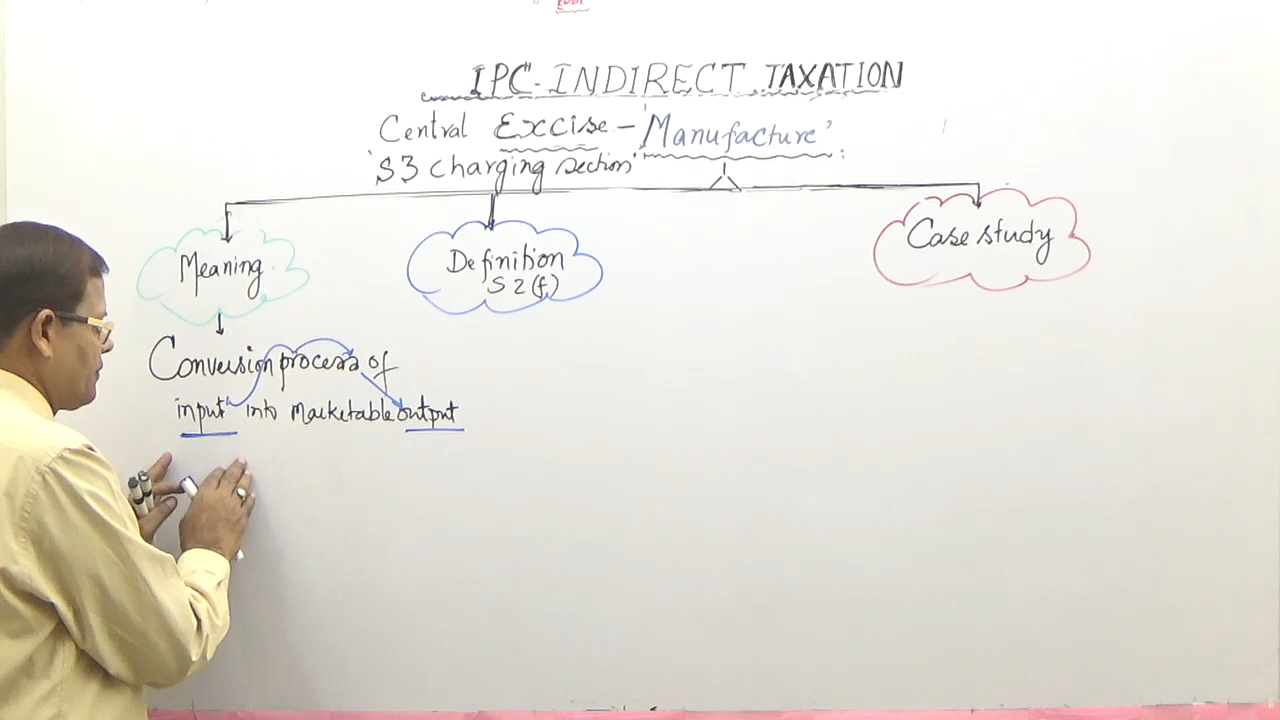 IPC-INDIRECT TAXATION
Central Excise - 'Manufacture'
'S3 charging section'
Meaning
Definition
S 2(f)
Case study
Conversion process of
input into Marketable output